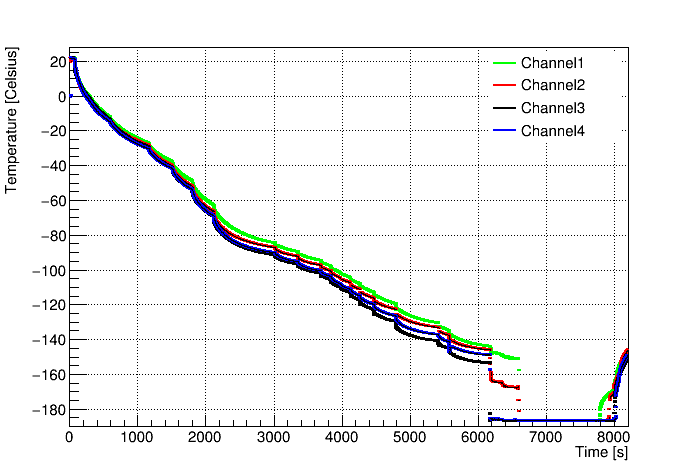 Temperature [Celsius]
20
0
−20
−40
−60
−80
−100
−120
−140
−160
−180
Channel1
Channel2
Channel3
Channel4
0 1000 2000 3000 4000 5000 6000 7000 8000
Time [s]